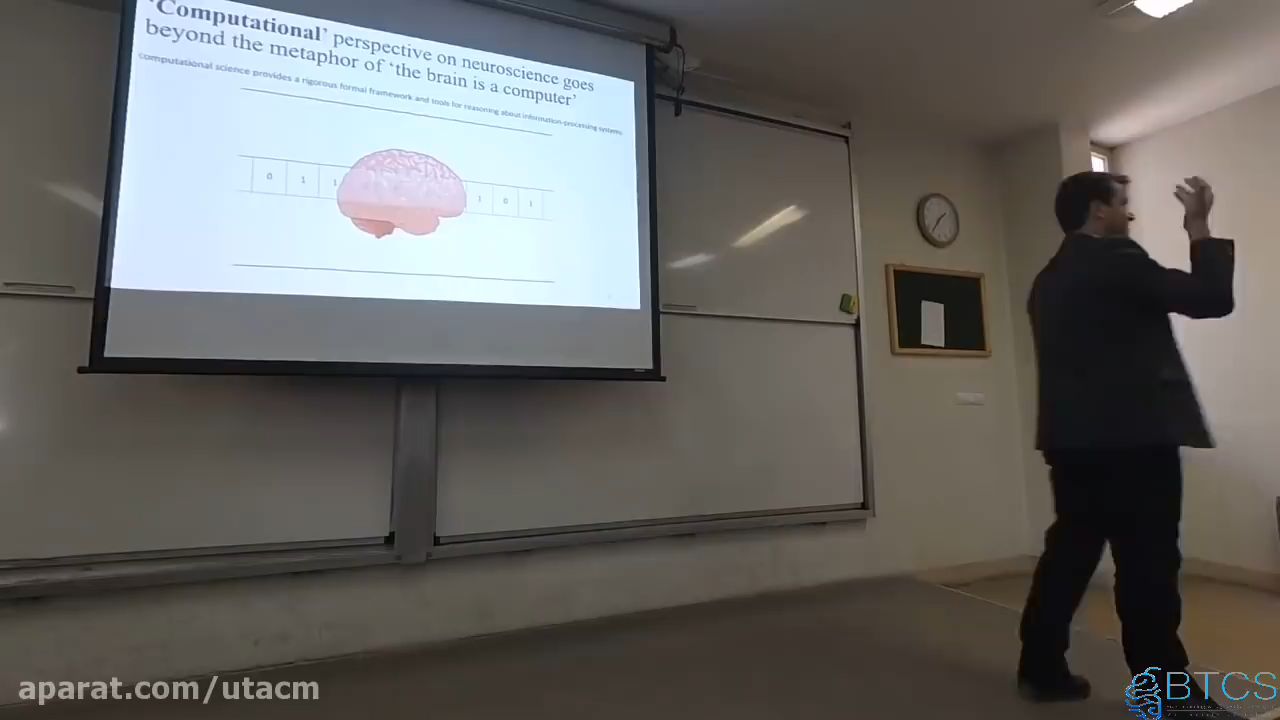 'Computational' perspective on neuroscience goes
beyond the metaphor of 'the brain is a computer'
computational science provides a rigorous formal framework and tools for reasoning about information-processing systems
0 1 1 1 0 1
aparat.com/utacm
BTCS